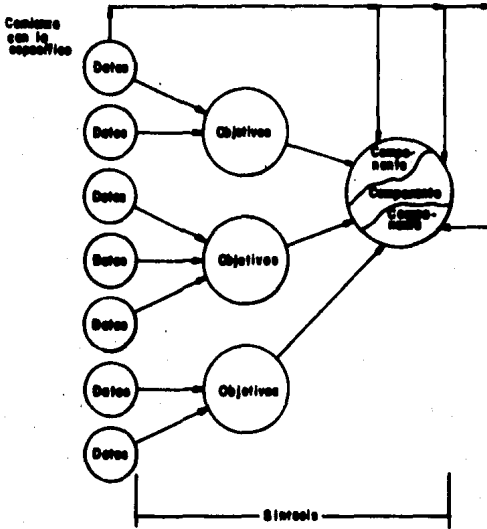 Comienza
con lo
específico
Datos
Datos
Objetivos
Datos
Datos
Objetivos
Datos
Datos
Objetivos
Datos
Compo-
nente
Componente
Compo-
nente
Síntesis